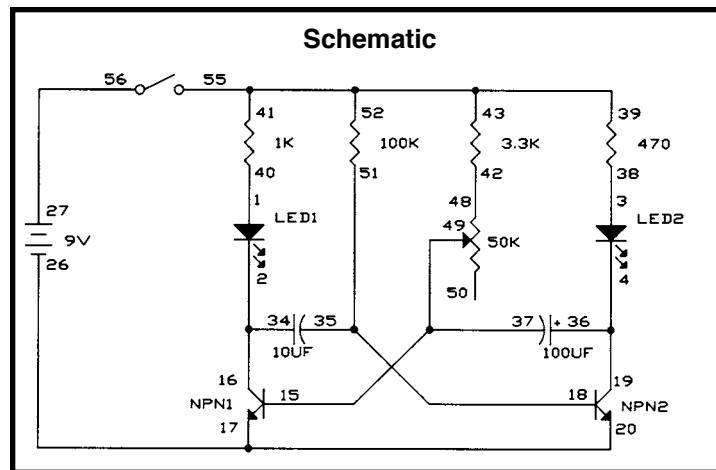 Schematic
56 55
41 52 43 39
1K 100K 3.3K 470
40 51 42 38
1 48 3
27 LED1 49 LED2
9V 50K
26 2 50 4
34 35 37 + 36
10UF 100UF
16 15 18 19
NPN1 NPN2
17 20